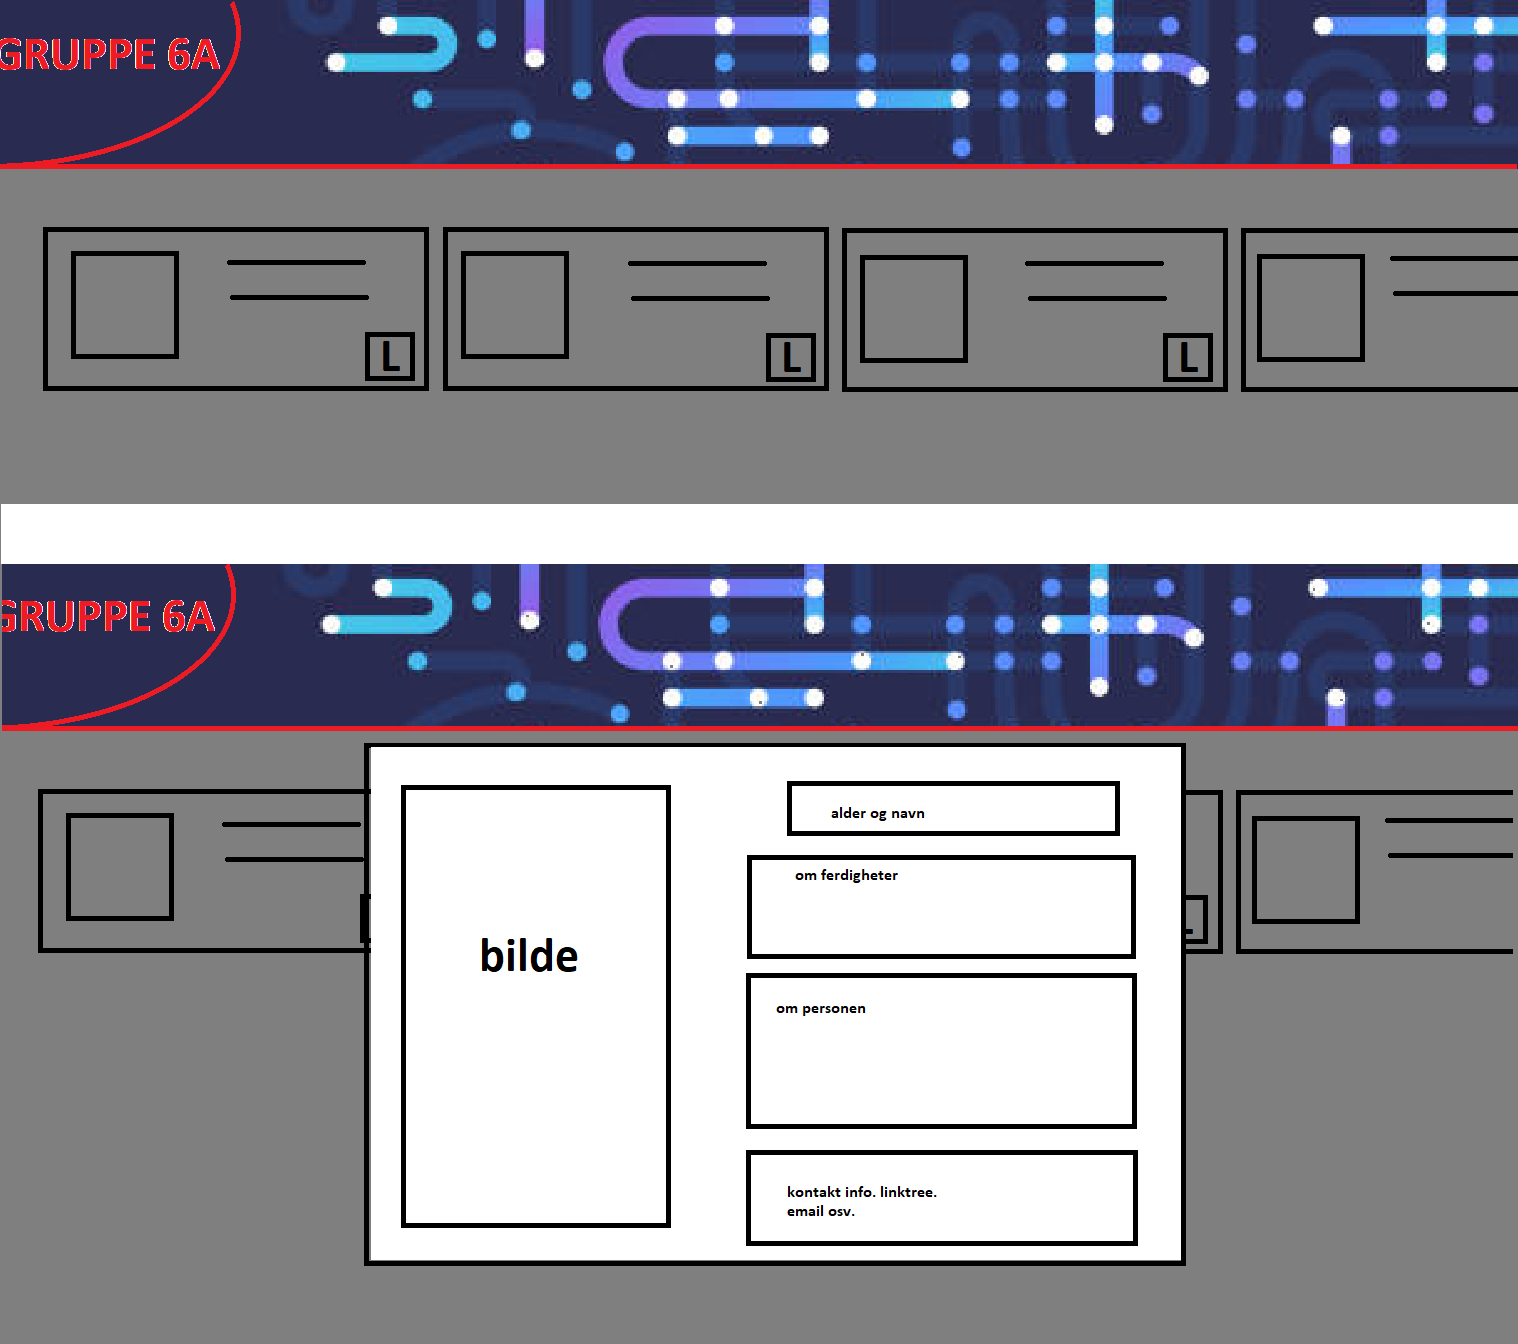 GRUPPE 6A
L
L
L
GRUPPE 6A
alder og navn
om ferdigheter
bilde
om personen
kontakt info. linktree.
email osv.